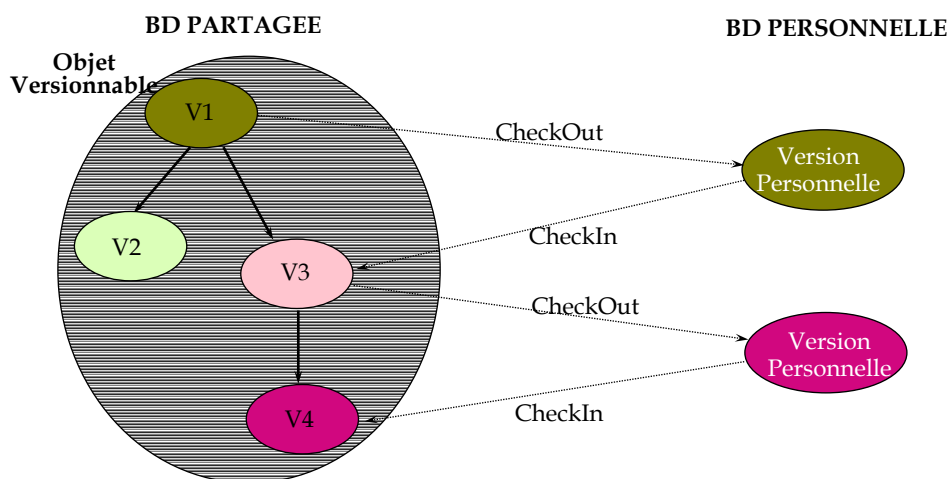 BD PARTAGEE
BD PERSONNELLE
Objet
Versionnable
V1
CheckOut
Version
Personnelle
V2
CheckIn
V3
CheckOut
Version
Personnelle
V4
CheckIn